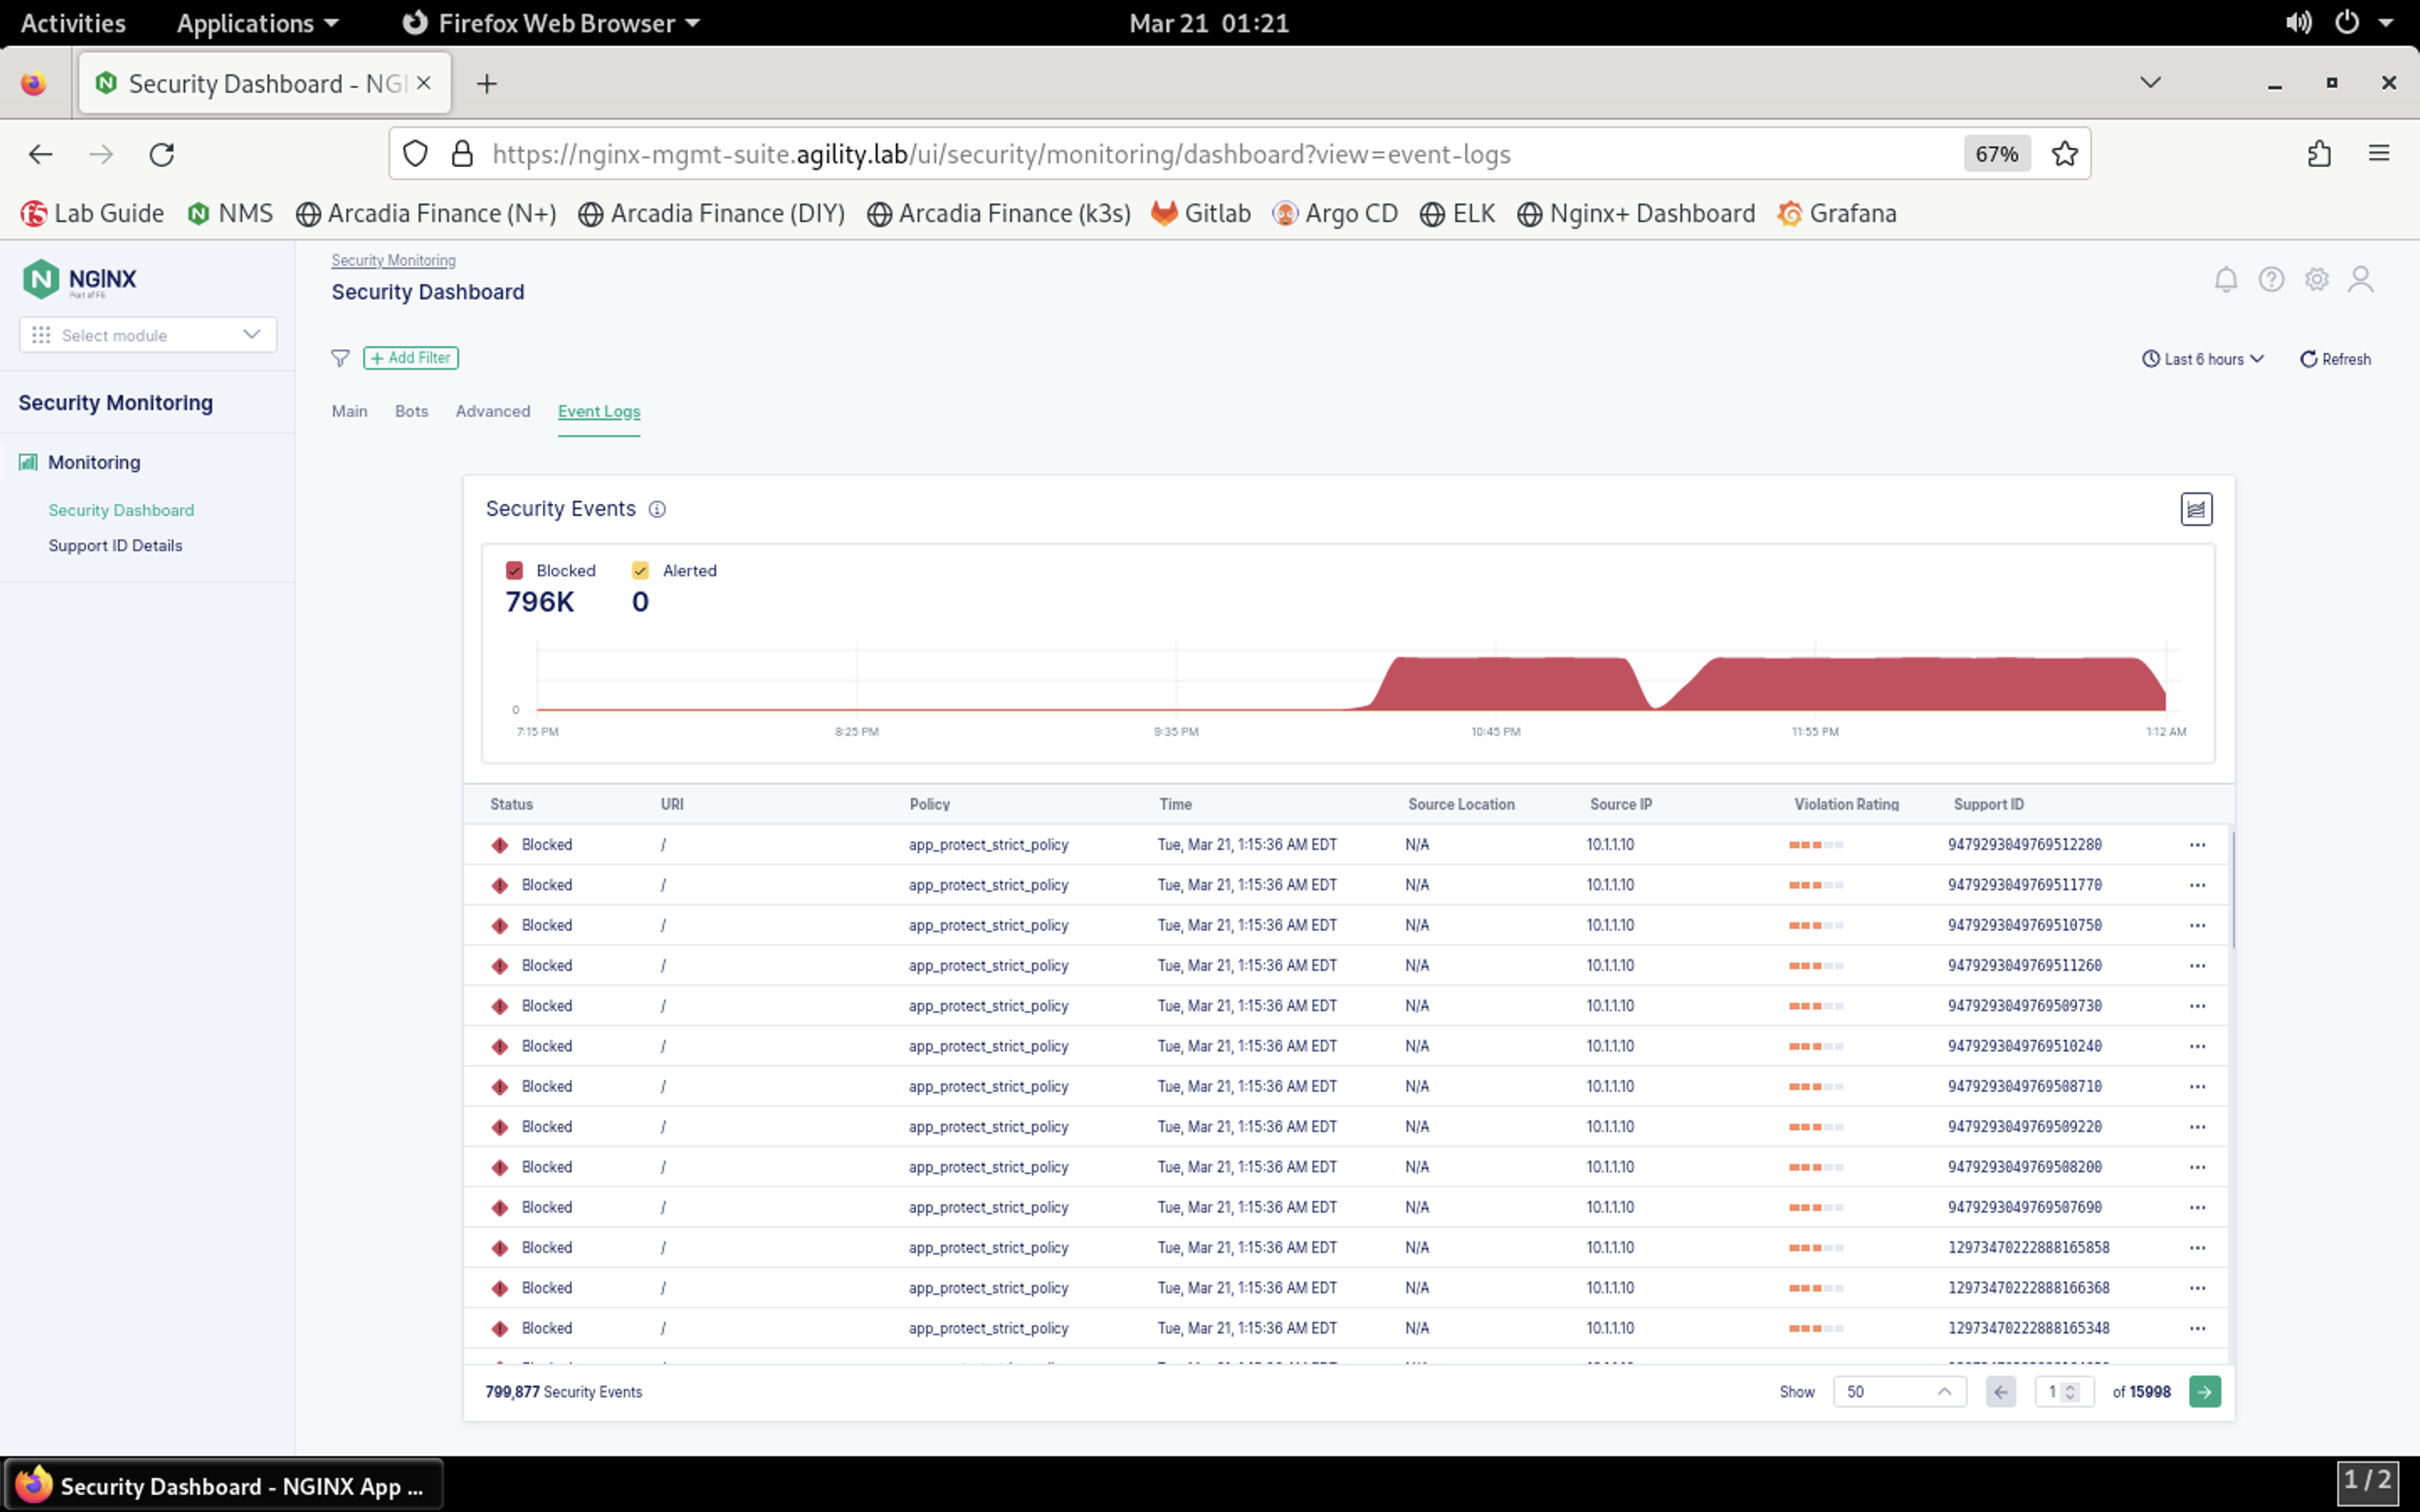 Activities Applications Firefox Web Browser Mar 21 01:21
Security Dashboard - NGI
https://nginx-mgmt-suite.agility.lab/ui/security/monitoring/dashboard?view=event-logs 67%
Lab Guide NMS Arcadia Finance (N+) Arcadia Finance (DIY) Arcadia Finance (k3s) Gitlab Argo CD ELK Nginx+ Dashboard Grafana
NGINX
Part of F5
Select module
Security Monitoring
Monitoring
Security Dashboard
Support ID Details
Security Monitoring
Security Dashboard
+ Add Filter Last 6 hours Refresh
Main Bots Advanced Event Logs
Security Events
Blocked Alerted
796K 0
0
7:15 PM 8:25 PM 9:35 PM 10:45 PM 11:55 PM 1:12 AM
Status URI Policy Time Source Location Source IP Violation Rating Support ID
Blocked / app_protect_strict_policy Tue, Mar 21, 1:15:36 AM EDT N/A 10.1.1.10 9479293049769512280 ...
Blocked / app_protect_strict_policy Tue, Mar 21, 1:15:36 AM EDT N/A 10.1.1.10 9479293049769511770 ...
Blocked / app_protect_strict_policy Tue, Mar 21, 1:15:36 AM EDT N/A 10.1.1.10 9479293049769510750 ...
Blocked / app_protect_strict_policy Tue, Mar 21, 1:15:36 AM EDT N/A 10.1.1.10 9479293049769511260 ...
Blocked / app_protect_strict_policy Tue, Mar 21, 1:15:36 AM EDT N/A 10.1.1.10 9479293049769509730 ...
Blocked / app_protect_strict_policy Tue, Mar 21, 1:15:36 AM EDT N/A 10.1.1.10 9479293049769510240 ...
Blocked / app_protect_strict_policy Tue, Mar 21, 1:15:36 AM EDT N/A 10.1.1.10 9479293049769508710 ...
Blocked / app_protect_strict_policy Tue, Mar 21, 1:15:36 AM EDT N/A 10.1.1.10 9479293049769509220 ...
Blocked / app_protect_strict_policy Tue, Mar 21, 1:15:36 AM EDT N/A 10.1.1.10 9479293049769508200 ...
Blocked / app_protect_strict_policy Tue, Mar 21, 1:15:36 AM EDT N/A 10.1.1.10 9479293049769507690 ...
Blocked / app_protect_strict_policy Tue, Mar 21, 1:15:36 AM EDT N/A 10.1.1.10 12973470222888165858 ...
Blocked / app_protect_strict_policy Tue, Mar 21, 1:15:36 AM EDT N/A 10.1.1.10 12973470222888166368 ...
Blocked / app_protect_strict_policy Tue, Mar 21, 1:15:36 AM EDT N/A 10.1.1.10 12973470222888165348 ...
799,877 Security Events Show 50 1 of 15998
Security Dashboard - NGINX App ... 1 / 2